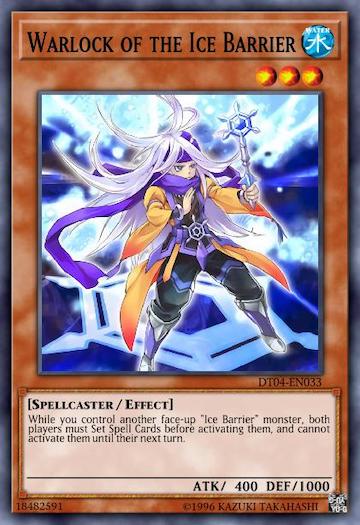 WARLOCK OF THE ICE BARRIER
WATER
水
DT04-EN033
[SPELLCASTER / EFFECT]
While you control another face-up "Ice Barrier" monster, both
players must Set Spell Cards before activating them, and cannot
activate them until their next turn.
ATK/ 400 DEF/1000
18482591
©1996 KAZUKI TAKAHASHI